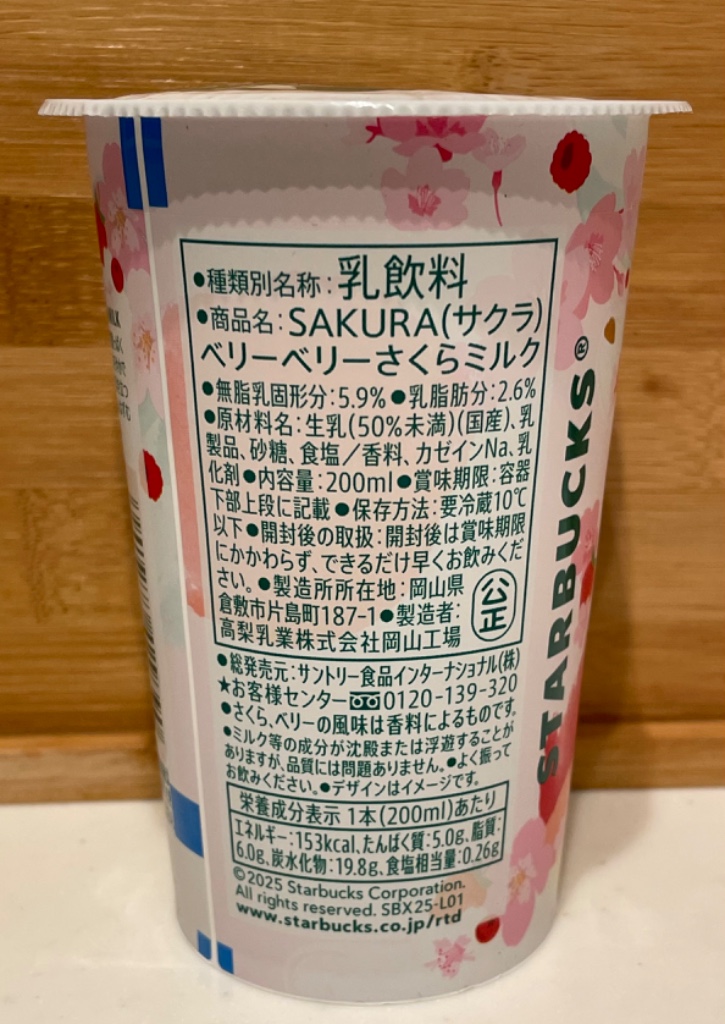 ●種類別名称：乳飲料
●商品名：SAKURA(サクラ)
ベリーベリーさくらミルク
●無脂乳固形分：5.9% ●乳脂肪分：2.6%
●原材料名：生乳(50%未満)(国産)、乳
製品、砂糖、食塩／香料、カゼインNa、乳
化剤●内容量：200ml●賞味期限：容器
下部上段に記載●保存方法：要冷蔵10℃
以下●開封後の取扱：開封後は賞味期限
にかかわらず、できるだけ早くお飲みくだ
さい。●製造所所在地：岡山県
倉敷市片島町187-1●製造者：
高梨乳業株式会社岡山工場
公正
●総発売元：サントリー食品インターナショナル(株)
★お客様センター 0120-139-320
●さくら、ベリーの風味は香料によるものです。
●ミルク等の成分が沈殿または浮遊することが
ありますが、品質には問題ありません。●よく振って
お飲みください。●デザインはイメージです。
栄養成分表示 1本(200ml)あたり
エネルギー：153kcal、たんぱく質：5.0g、脂質：
6.0g、炭水化物：19.8g、食塩相当量：0.26g
©2025 Starbucks Corporation.
All rights reserved. SBX25-L01
www.starbucks.co.jp/rtd
STARBUCKS®